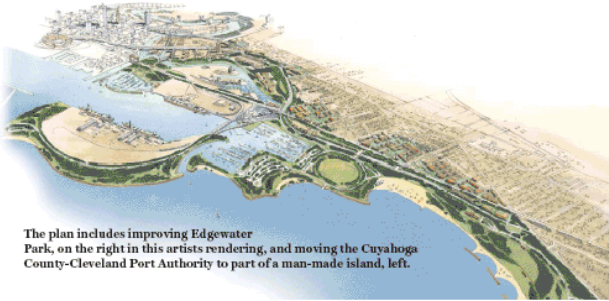 The plan includes improving Edgewater
Park, on the right in this artists rendering, and moving the Cuyahoga
County-Cleveland Port Authority to part of a man-made island, left.